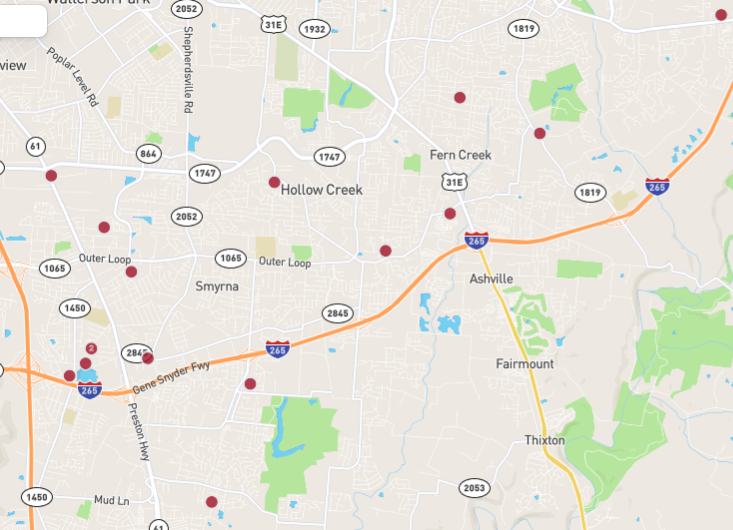 Watterson Park
2052
31E
1932
1819
view
Poplar Level Rd
Shepherdsville Rd
61
864
1747
1747
Fern Creek
31E
Hollow Creek
1819
265
2052
265
Outer Loop
1065
1065
Outer Loop
Smyrna
Ashville
1450
2845
2
2845
265
Fairmount
265
Gene Snyder Fwy
Preston Hwy
Thixton
2053
1450
Mud Ln
61